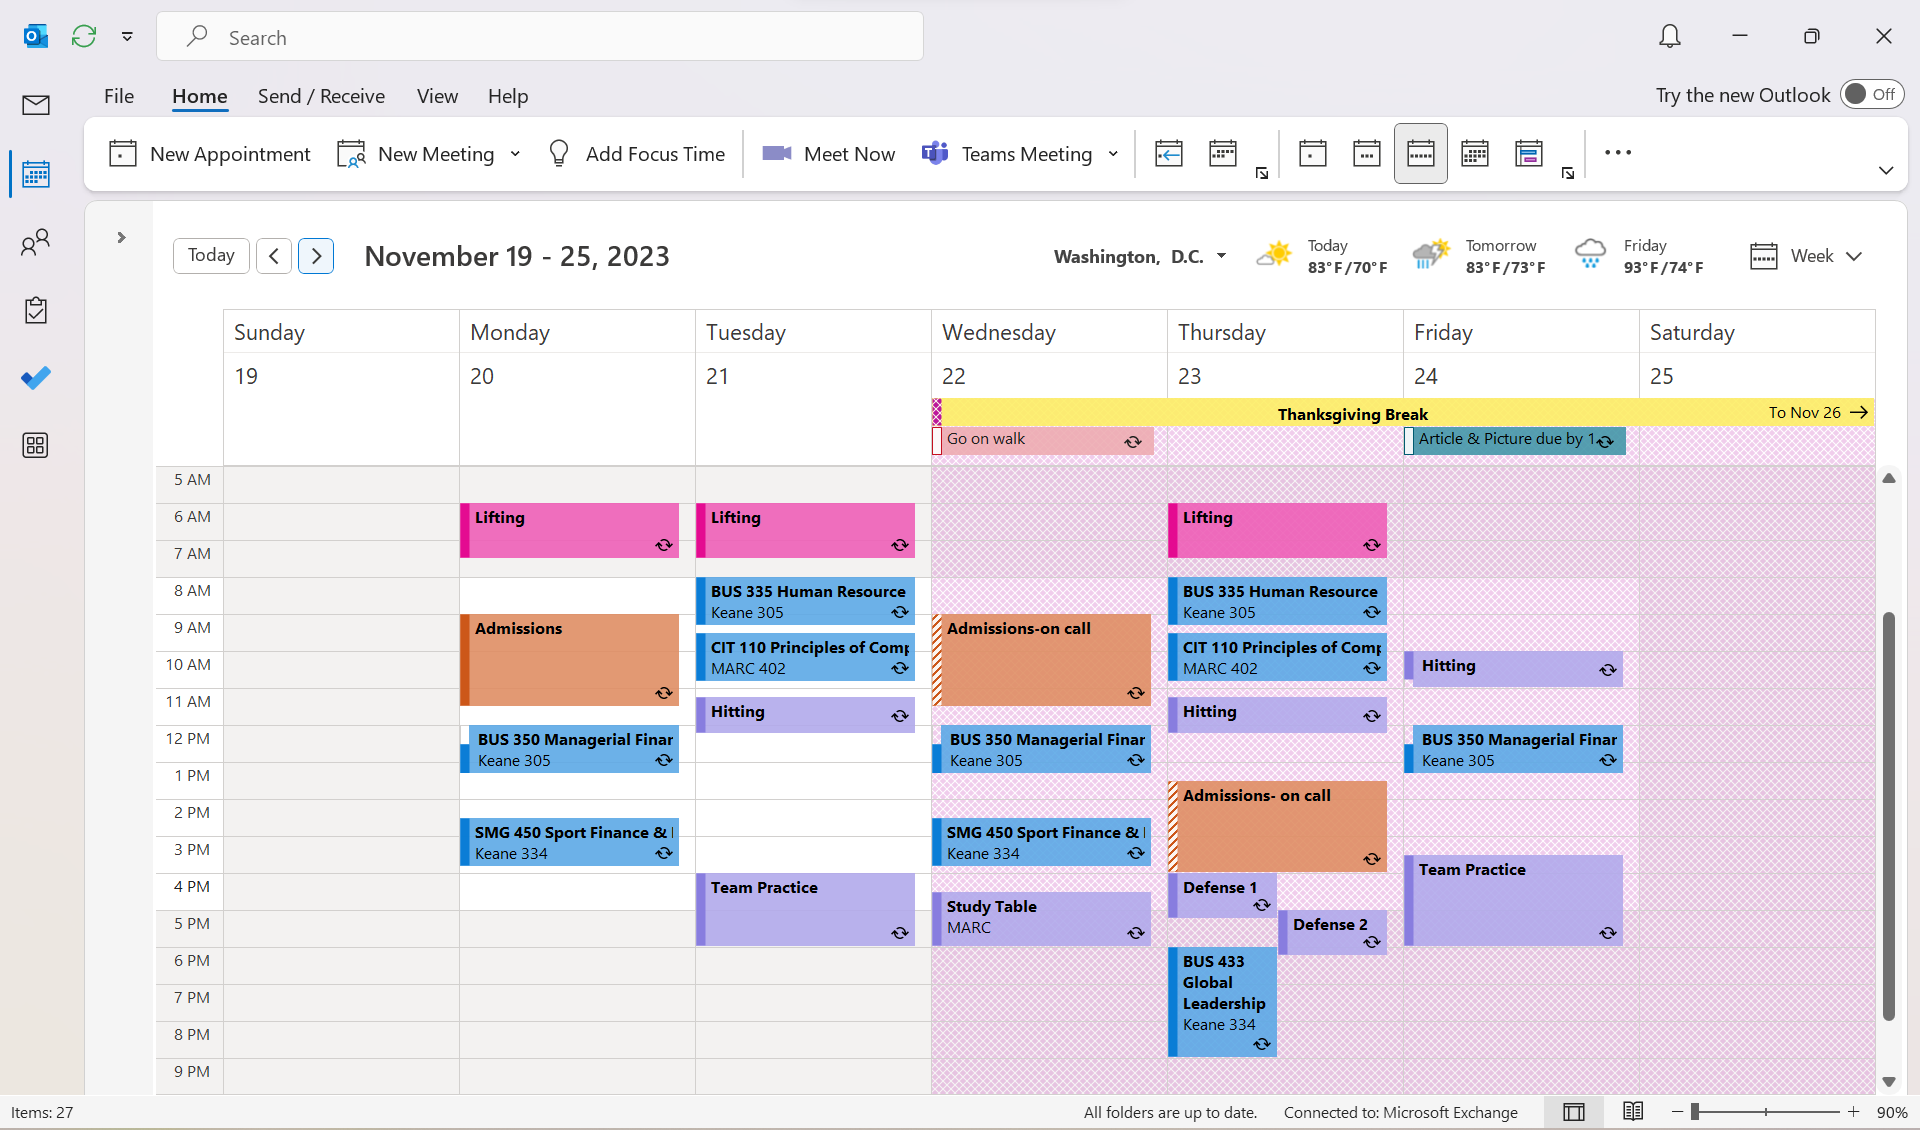 Search
File Home Send / Receive View Help
Try the new Outlook Off
New Appointment New Meeting Add Focus Time Meet Now Teams Meeting
Today November 19 - 25, 2023
Washington, D.C.
Today
83°F/70°F
Tomorrow
83°F/73°F
Friday
93°F/74°F
Week
Sunday Monday Tuesday Wednesday Thursday Friday Saturday
19 20 21 22 23 24 25
Thanksgiving Break To Nov 26
Go on walk
Article & Picture due by 1
5 AM
6 AM
7 AM
8 AM
9 AM
10 AM
11 AM
12 PM
1 PM
2 PM
3 PM
4 PM
5 PM
6 PM
7 PM
8 PM
9 PM
Lifting
Admissions
BUS 350 Managerial Finar
Keane 305
SMG 450 Sport Finance &
Keane 334
Lifting
BUS 335 Human Resource
Keane 305
CIT 110 Principles of Comp
MARC 402
Hitting
Team Practice
Admissions-on call
BUS 350 Managerial Finar
Keane 305
SMG 450 Sport Finance &
Keane 334
Study Table
MARC
Lifting
BUS 335 Human Resource
Keane 305
CIT 110 Principles of Comp
MARC 402
Hitting
Admissions- on call
Defense 1
Defense 2
BUS 433
Global
Leadership
Keane 334
Hitting
BUS 350 Managerial Finar
Keane 305
Team Practice
Items: 27
All folders are up to date. Connected to: Microsoft Exchange 90%